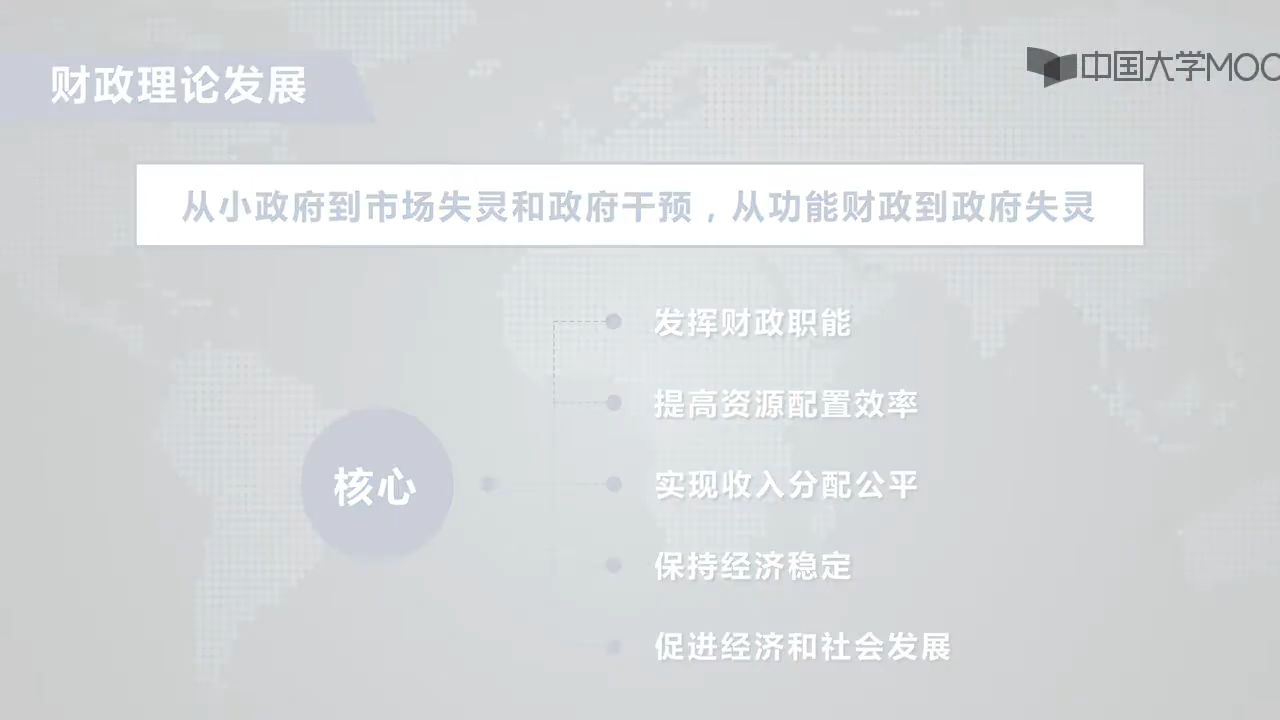 财政理论发展
中国大学MOO
从小政府到市场失灵和政府干预，从功能财政到政府失灵
发挥财政职能
提高资源配置效率
核心
实现收入分配公平
保持经济稳定
促进经济和社会发展